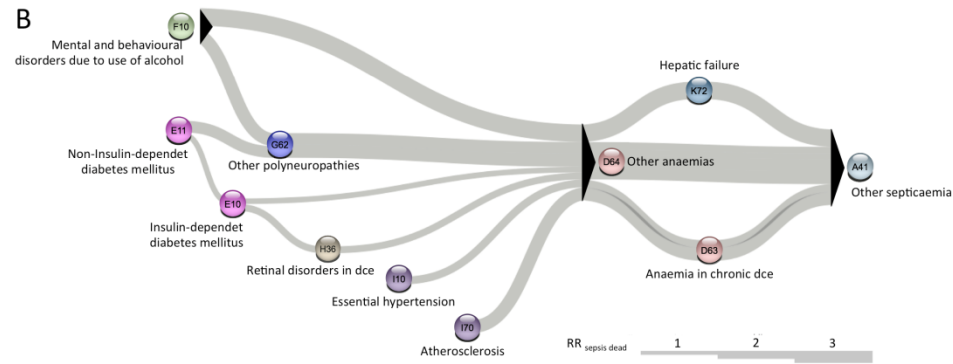 B
F10
Mental and behavioural
disorders due to use of alcohol
Hepatic failure
K72
E11
Non-Insulin-dependet
diabetes mellitus
G62
Other polyneuropathies
D64 Other anaemias
A41
Other septicaemia
E10
Insulin-dependet
diabetes mellitus
H36
Retinal disorders in dce
D63
Anaemia in chronic dce
I10
Essential hypertension
I70
Atherosclerosis
RR sepsis dead 1 2 3